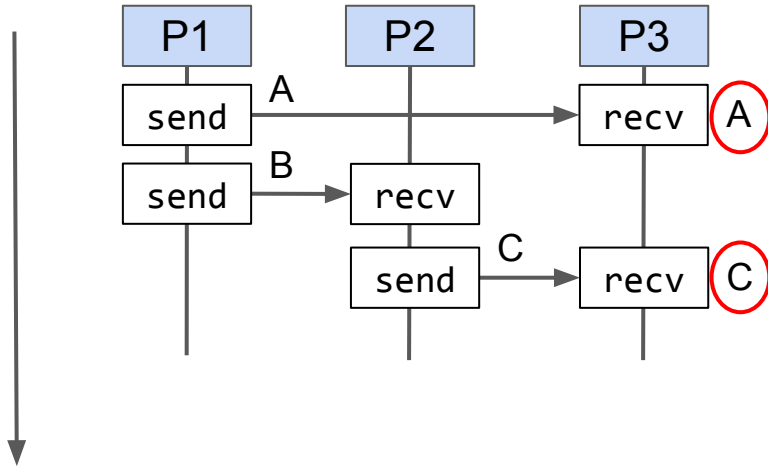 P1 P2 P3
A
send recv A
B
send recv
C
send recv C